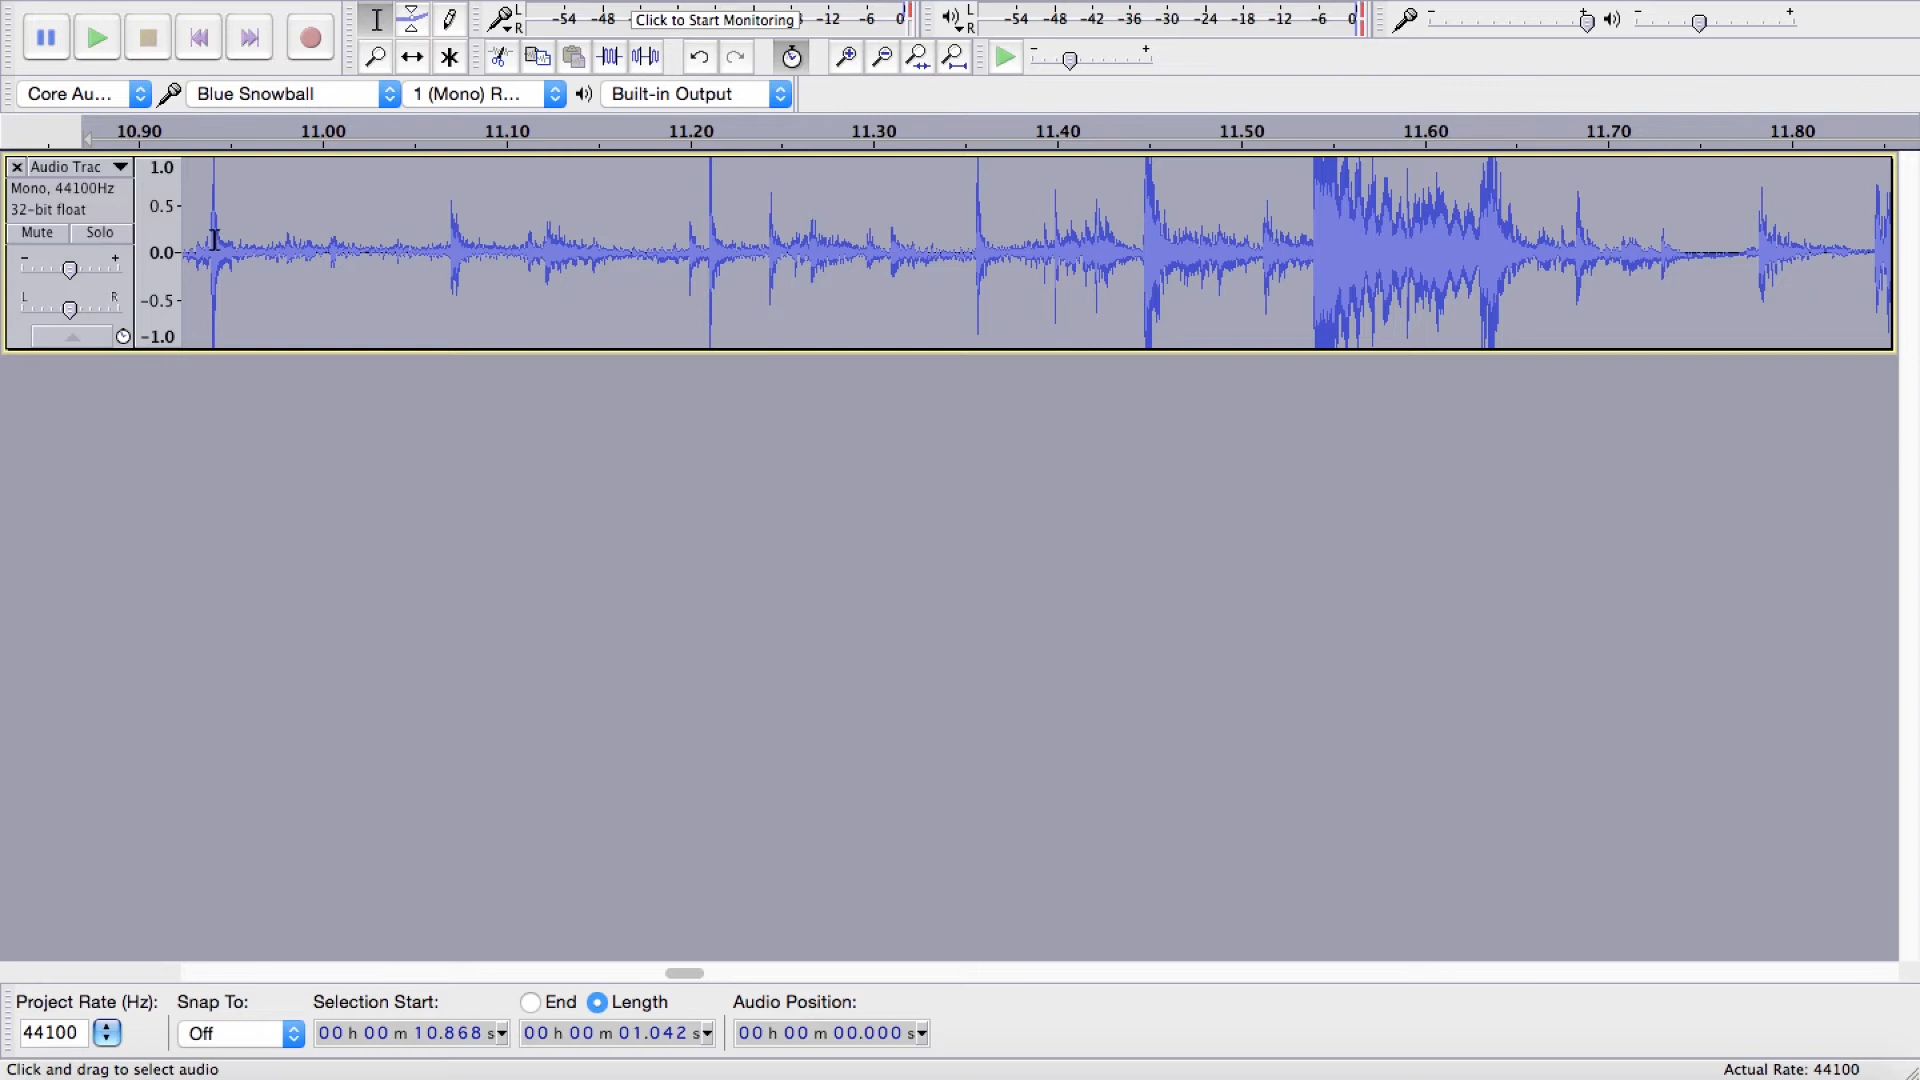 L -54 -48 Click to Start Monitoring -12 -6 0 L -54 -48 -42 -36 -30 -24 -18 -12 -6 0 - + - +
R R
- +
Core Au... Blue Snowball 1 (Mono) R... Built-in Output
10.90 11.00 11.10 11.20 11.30 11.40 11.50 11.60 11.70 11.80
Audio Trac 1.0
Mono, 44100Hz
32-bit float 0.5
Mute Solo
- + 0.0
L R -0.5
-1.0
Project Rate (Hz): Snap To: Selection Start: End Length Audio Position:
44100 Off 00 h 00 m 10.868 s 00 h 00 m 01.042 s 00 h 00 m 00.000 s
Click and drag to select audio Actual Rate: 44100